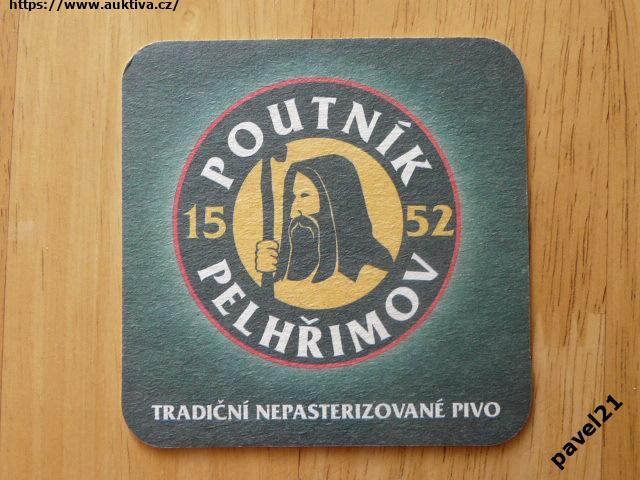 https://www.auktiva.cz/
POUTNÍK
15 52
PELHŘIMOV
TRADIČNÍ NEPASTERIZOVANÉ PIVO
pavel21